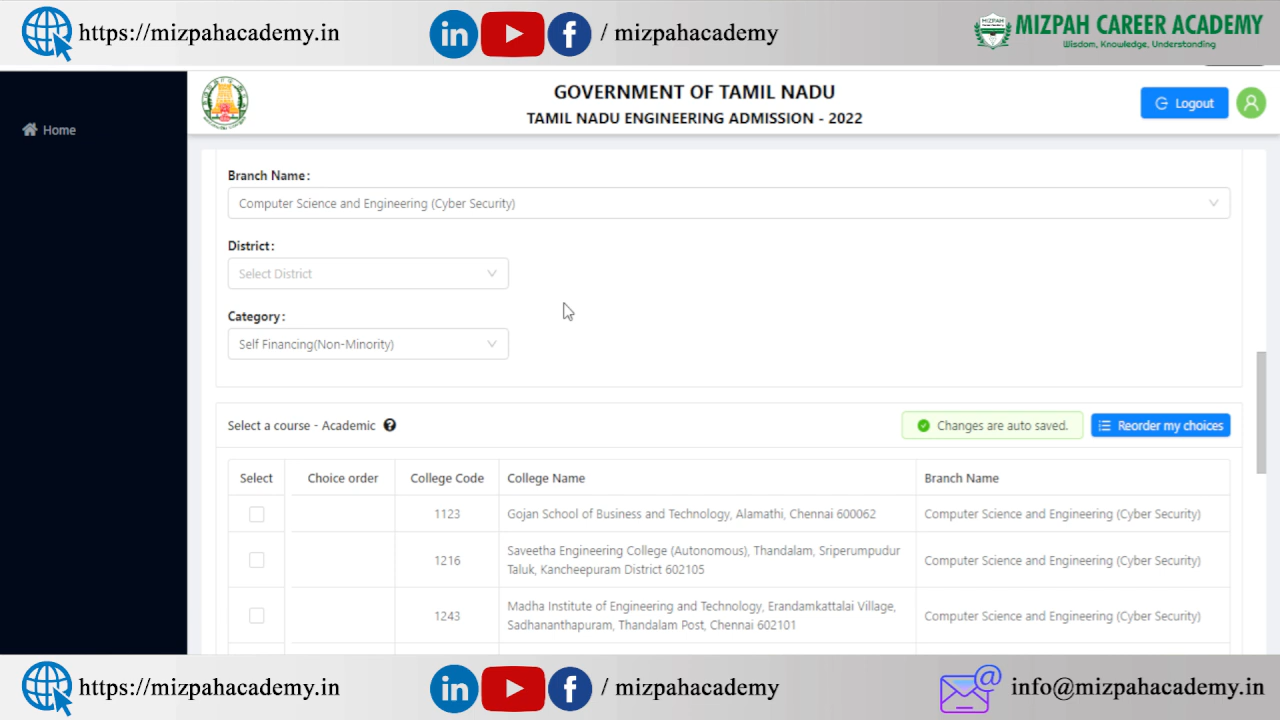 https://mizpahacademy.in
in
f
/ mizpahacademy
MIZPAH
MIZPAH CAREER ACADEMY
Wisdom, Knowledge, Understanding
Home
GOVERNMENT OF TAMIL NADU
TAMIL NADU ENGINEERING ADMISSION - 2022
Logout
Branch Name:
Computer Science and Engineering (Cyber Security)
District:
Select District
Category:
Self Financing(Non-Minority)
Select a course - Academic ?
Changes are auto saved.
Reorder my choices
Select Choice order College Code College Name Branch Name
1123 Gojan School of Business and Technology, Alamathi, Chennai 600062 Computer Science and Engineering (Cyber Security)
1216 Saveetha Engineering College (Autonomous), Thandalam, Sriperumpudur
Taluk, Kancheepuram District 602105
Computer Science and Engineering (Cyber Security)
1243 Madha Institute of Engineering and Technology, Erandamkattalai Village,
Sadhananthapuram, Thandalam Post, Chennai 602101
Computer Science and Engineering (Cyber Security)
https://mizpahacademy.in
in
f
/ mizpahacademy
@
info@mizpahacademy.in